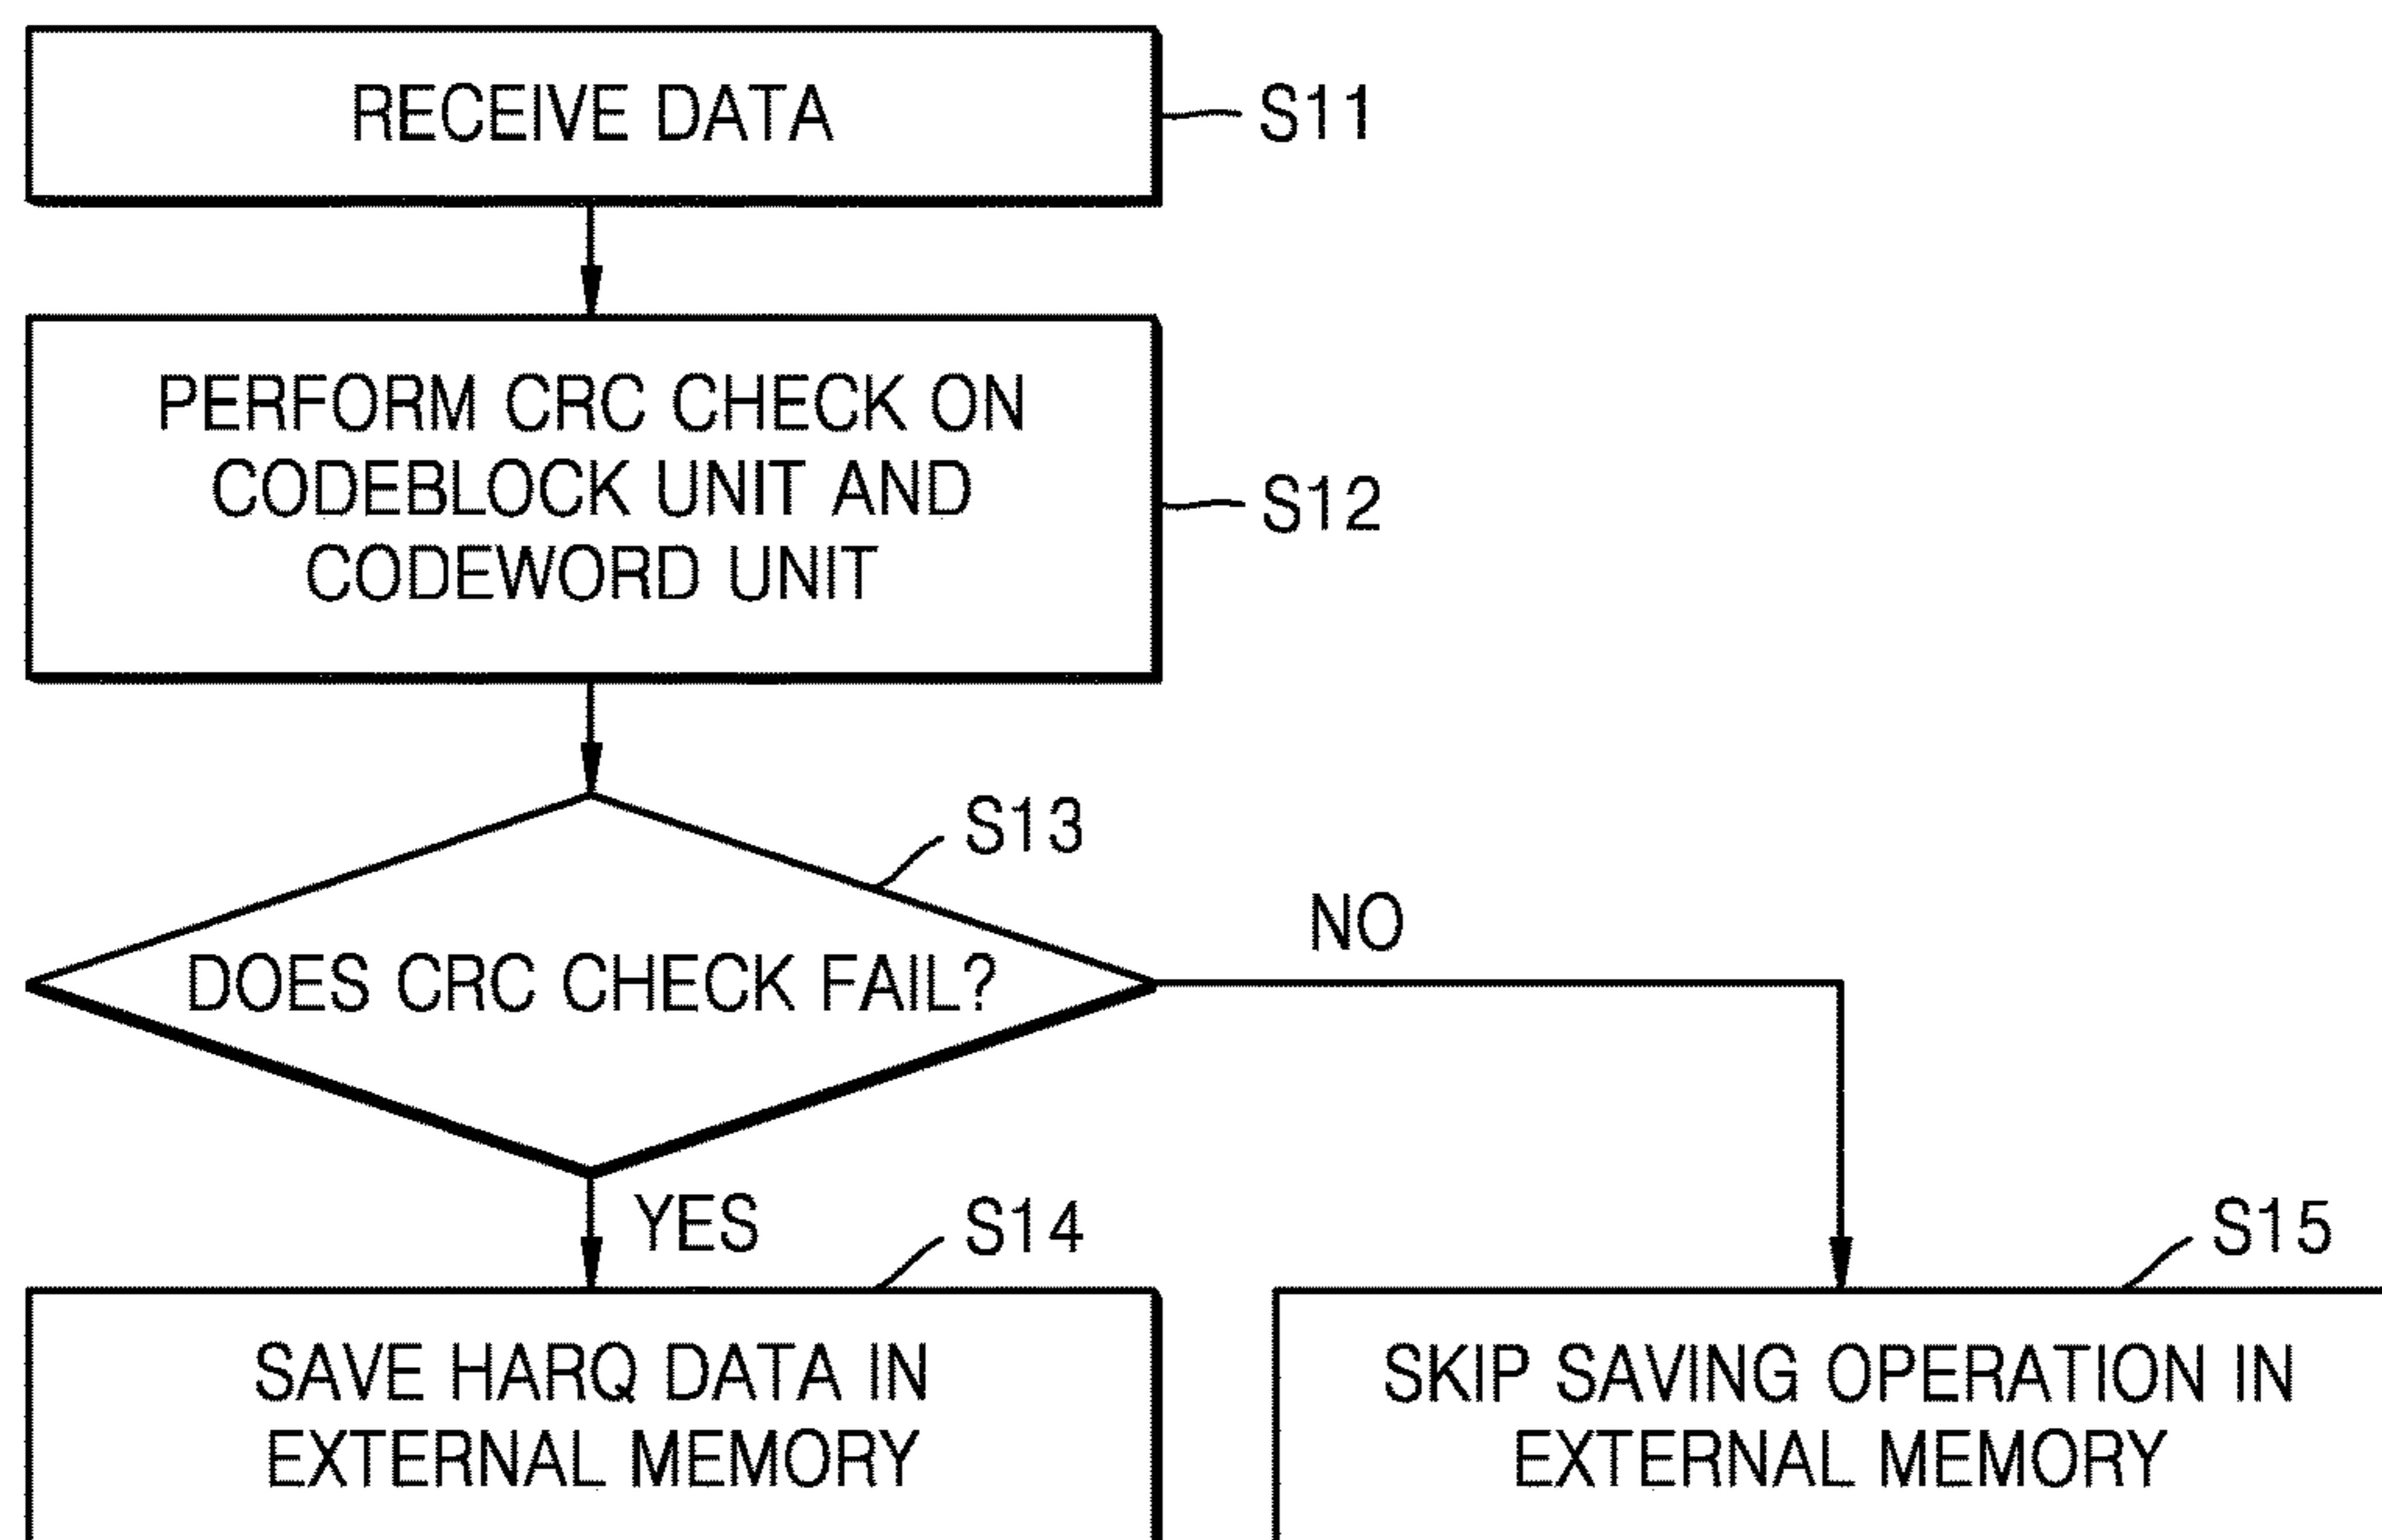 RECEIVE DATA
S11
PERFORM CRC CHECK ON
CODEBLOCK UNIT AND
CODEWORD UNIT
S12
S13
DOES CRC CHECK FAIL?
NO
YES
S14
SAVE HARQ DATA IN
EXTERNAL MEMORY
S15
SKIP SAVING OPERATION IN
EXTERNAL MEMORY